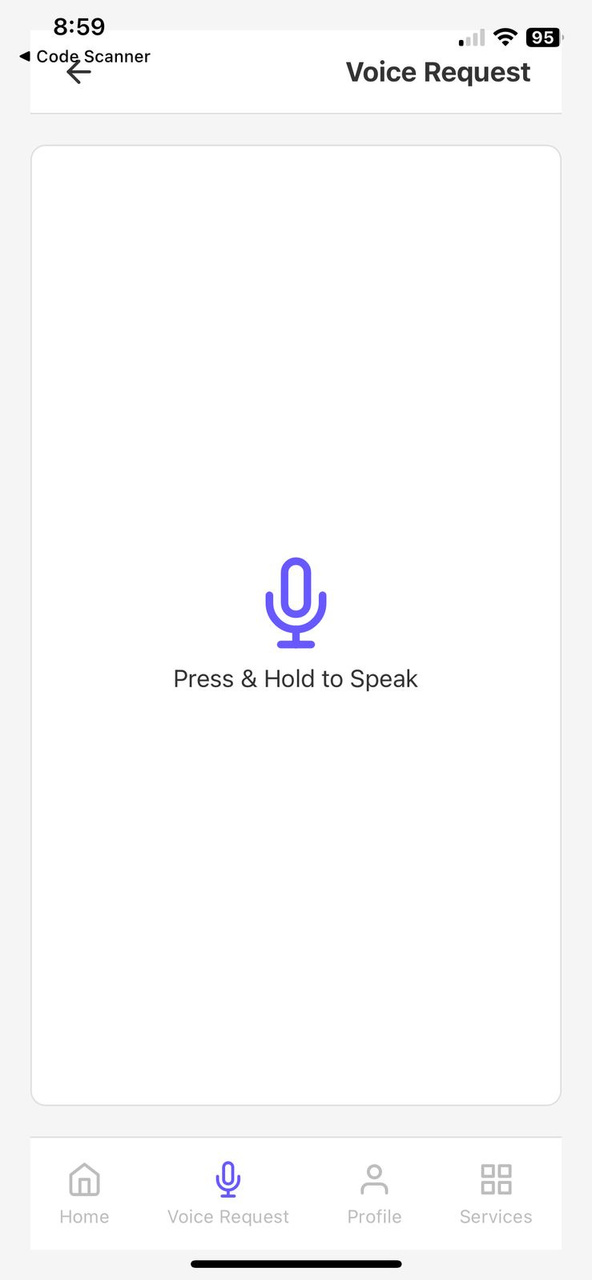 8:59
95
◀ Code Scanner
Voice Request
Press & Hold to Speak
Home
Voice Request
Profile
Services